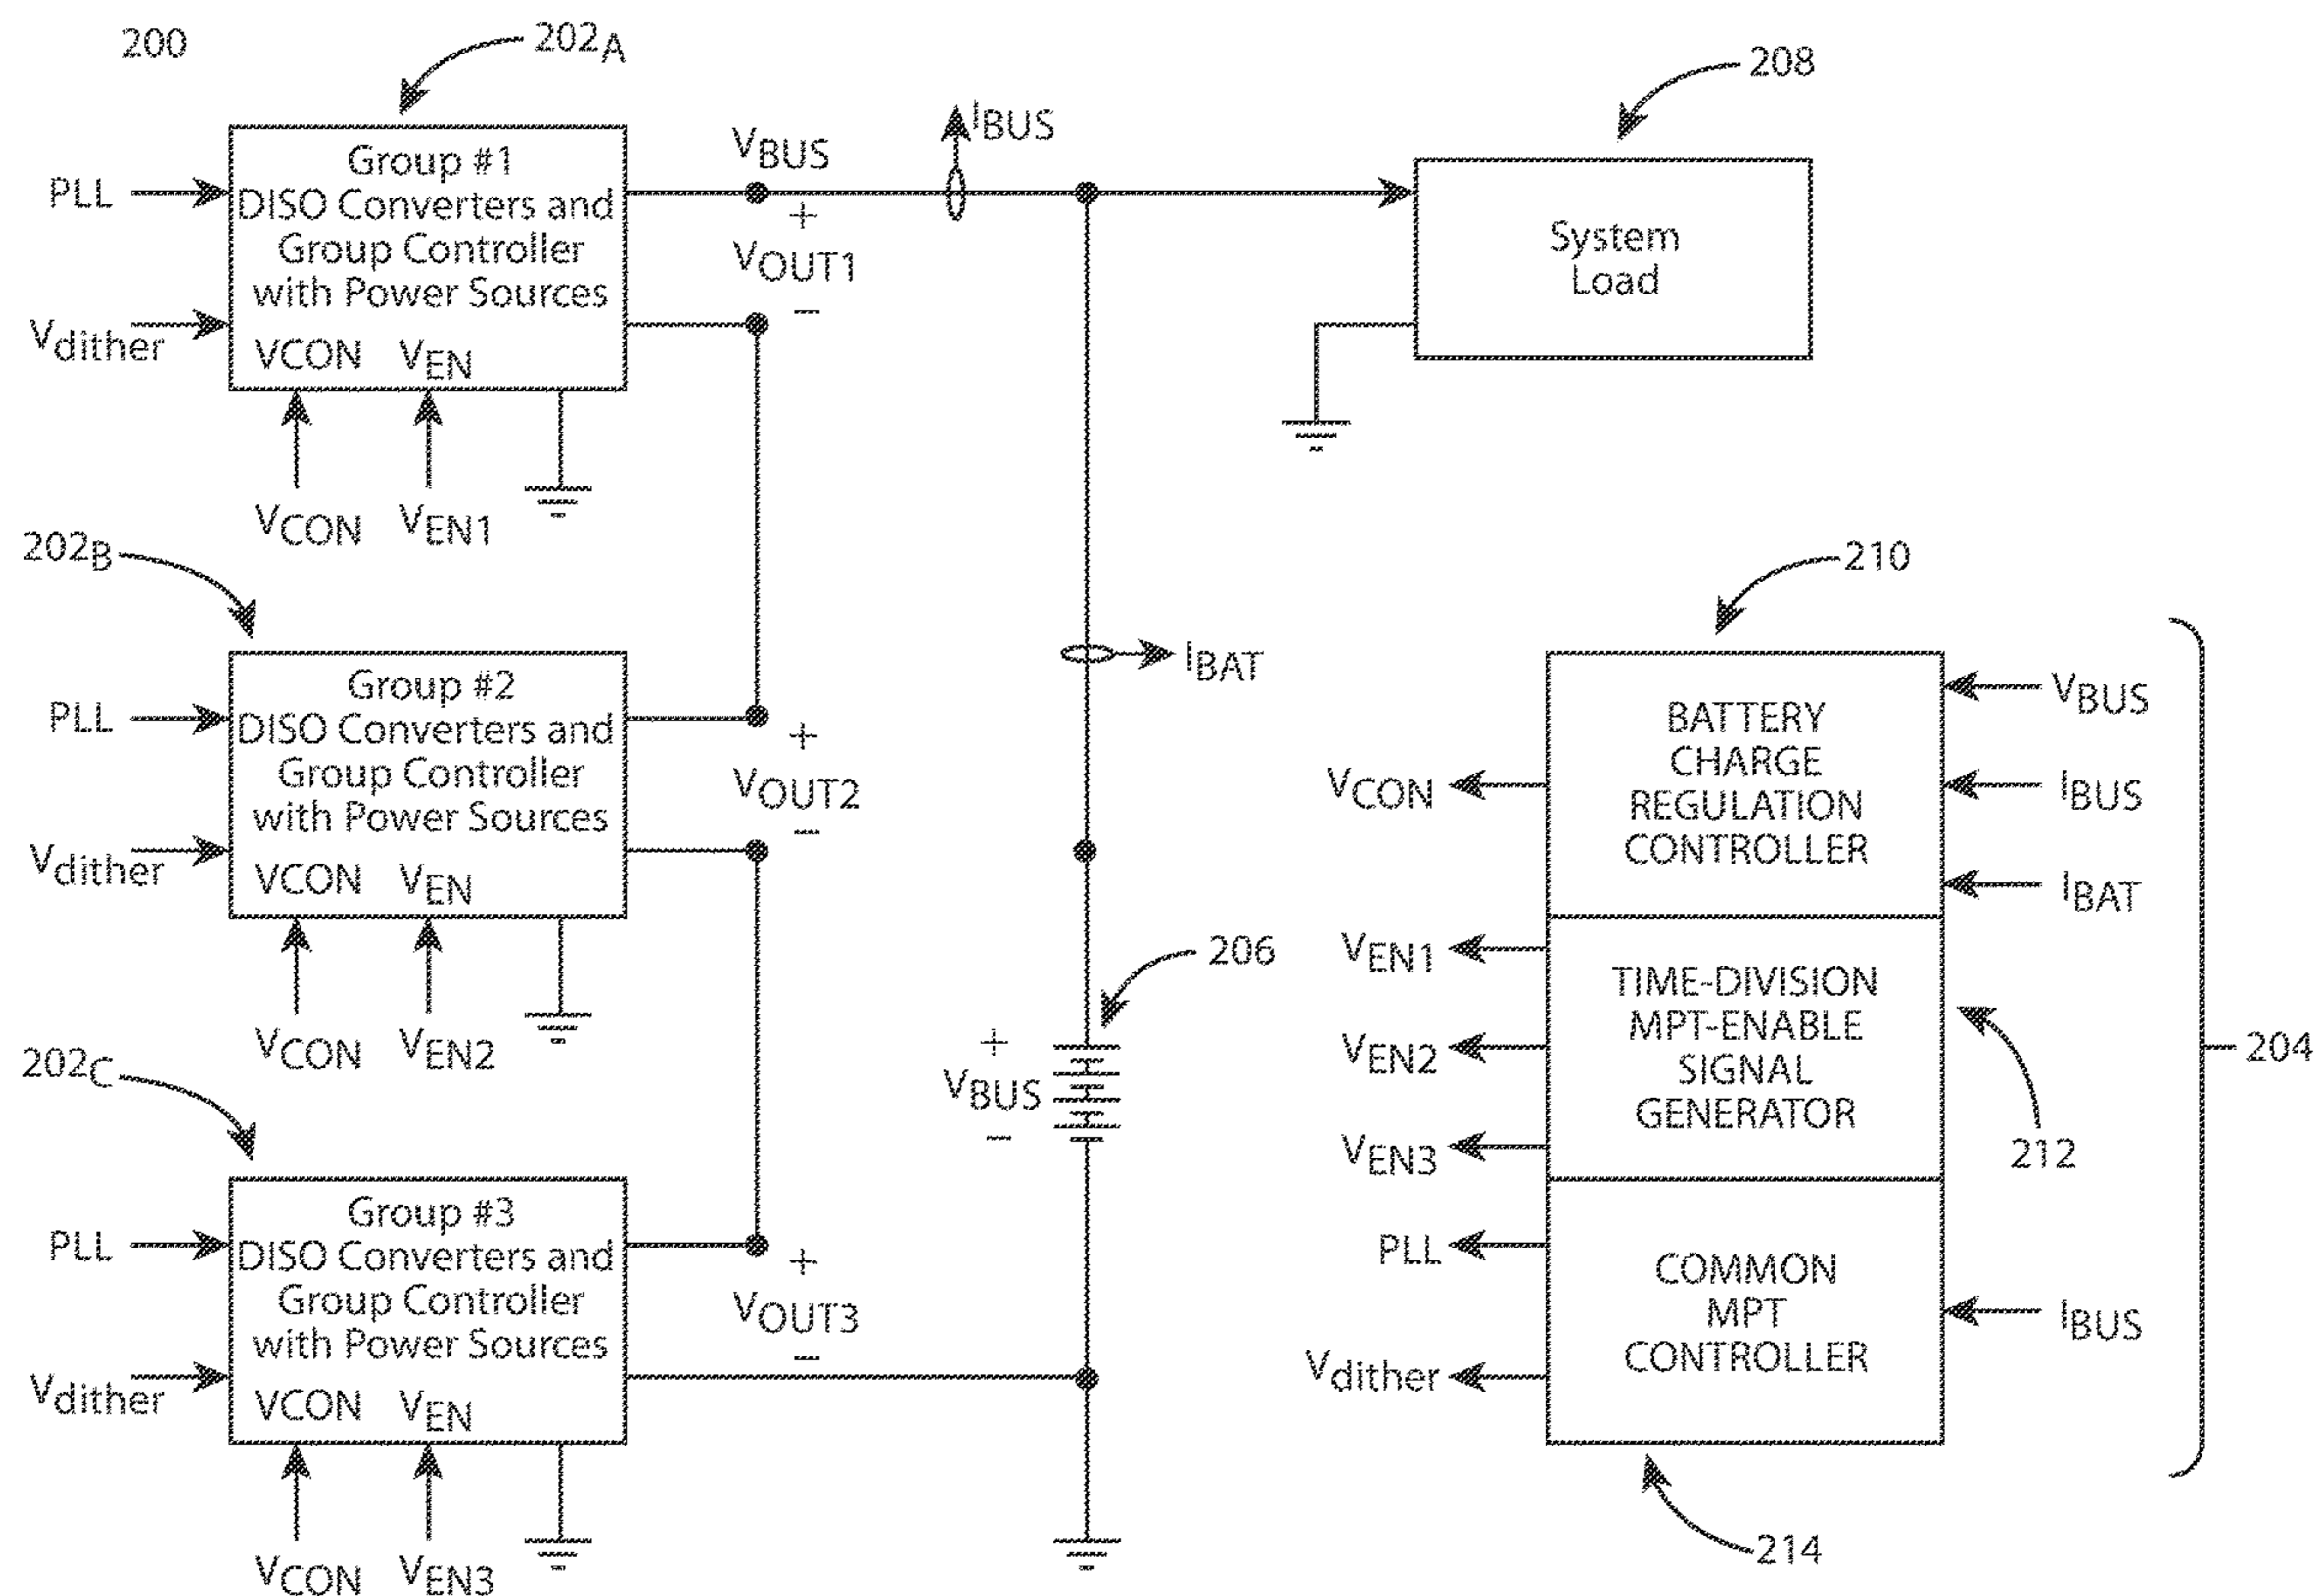 200
202A
PLL
Vdither
Group #1
DISO Converters and
Group Controller
with Power Sources
VCON VEN
VCON VEN1
VBUS
+
VOUT1
–
IBUS
208
System
Load
202B
PLL
Vdither
Group #2
DISO Converters and
Group Controller
with Power Sources
VCON VEN
VCON VEN2
+
VOUT2
–
IBAT
202C
PLL
Vdither
Group #3
DISO Converters and
Group Controller
with Power Sources
VCON VEN
VCON VEN3
+
VOUT3
–
206
+
VBUS
–
210
BATTERY
CHARGE
REGULATION
CONTROLLER
VCON
VBUS
IBUS
IBAT
VEN1
VEN2
VEN3
TIME-DIVISION
MPT-ENABLE
SIGNAL
GENERATOR
212
204
PLL
Vdither
COMMON
MPT
CONTROLLER
IBUS
214